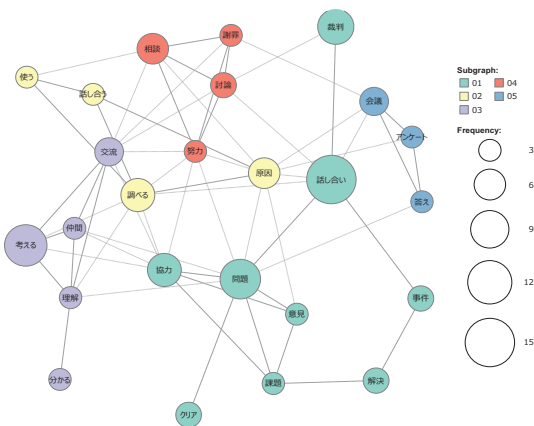 裁判
謝罪
相談
使う
話し合う
討論
会議
アンケート
交流
努力
原因
話し合い
調べる
答え
仲間
考える
協力
問題
理解
意見
事件
分かる
課題
解決
クリア
Subgraph:
01 04
02 05
03
Frequency:
3
6
9
12
15